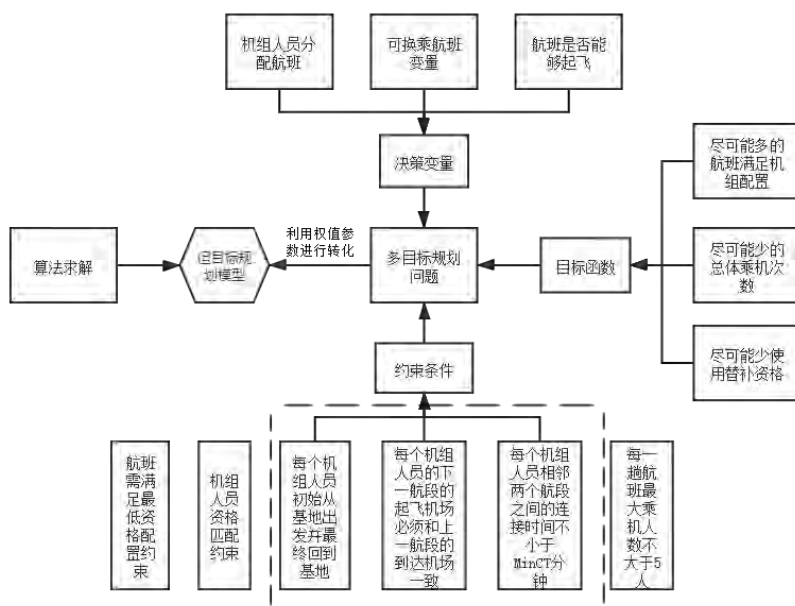 机组人员分
配航班
可换乘航班
变量
航班是否能
够起飞
决策变量
尽可能多的
航班满足机
组配置
利用权值参
数进行转化
算法求解
但目标规
划模型
多目标规划
问题
目标函数
尽可能少的
总体乘机次
数
约束条件
尽可能少使
用替补资格
航班
需满
足最
低资
格配
置约
束
机组
人员
资格
匹配
约束
每个机
组人员
初始从
基地出
发并最
终回到
基地
每个机组
人员的下
一航段的
起飞机场
必须和上
一航段的
到达机场
一致
每个机组
人员相邻
两个航段
之间的连
接时间不
小于
MinCT分
钟
每一
趟航
班最
大乘
机人
数不
大于5
人